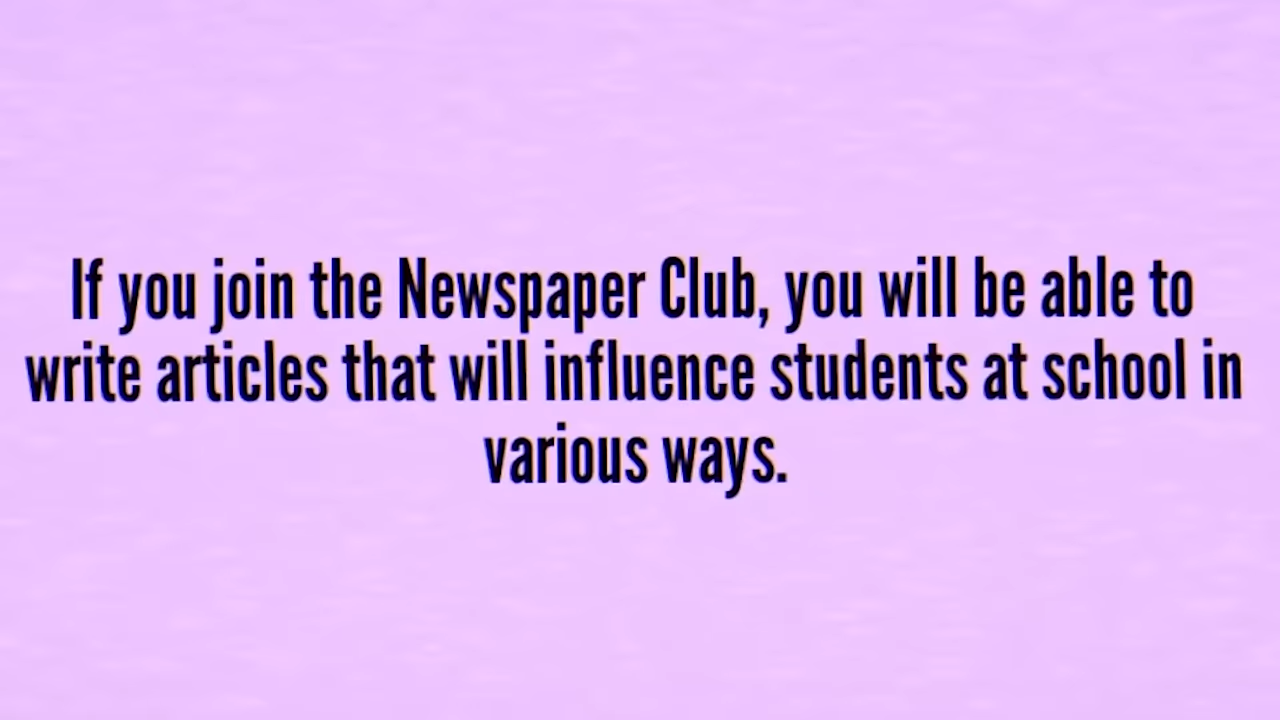 If you join the Newspaper Club, you will be able to
write articles that will influence students at school in
various ways.